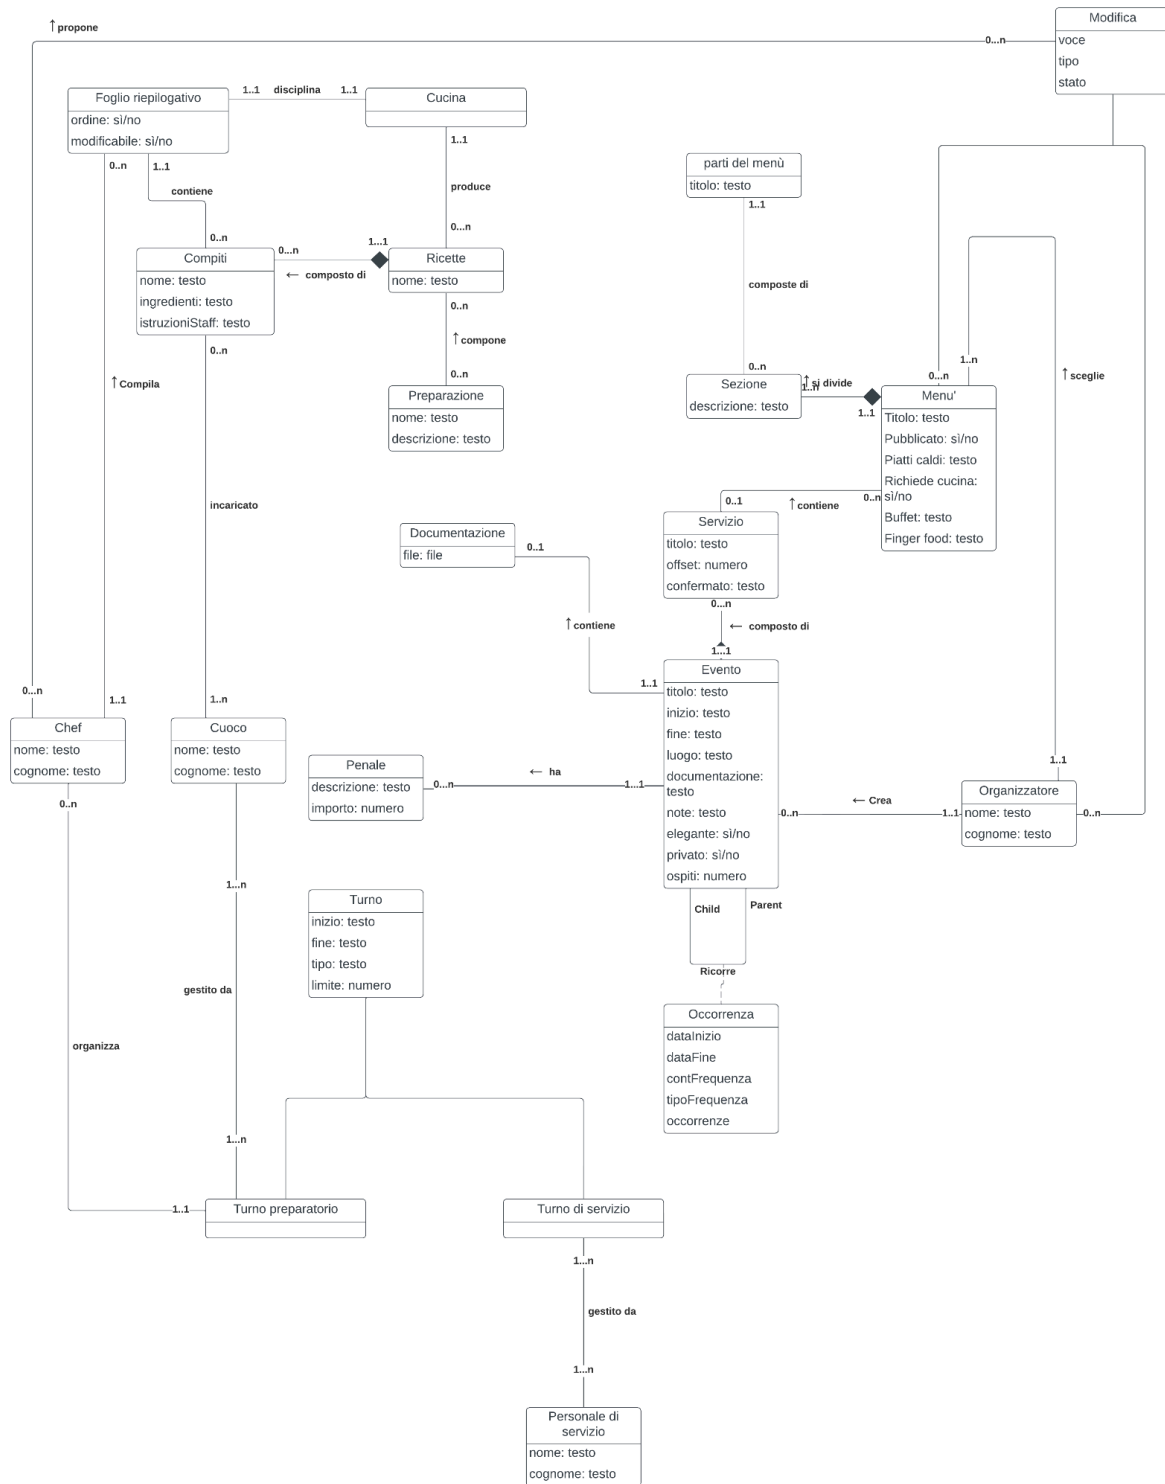 ↑propone
0...n
Modifica
voce
tipo
stato
Foglio riepilogativo
ordine: sì/no
modificabile: sì/no
1..1 disciplina 1..1
Cucina
0..n
1..1
contiene
0..n
1..1
produce
0...n
parti del menù
titolo: testo
1..1
composte di
0..n
Compiti
nome: testo
ingredienti: testo
istruzioniStaff: testo
0...n
1...1
← composto di
Ricette
nome: testo
0..n
↑compone
0..n
Preparazione
nome: testo
descrizione: testo
0..n
↑Compila
incaricato
Sezione
descrizione: testo
↑si divide
1..n
1..1
0...n
1..n
↑sceglie
Menu'
Titolo: testo
Pubblicato: sì/no
Piatti caldi: testo
Richiede cucina:
sì/no
Buffet: testo
Finger food: testo
0..1
↑contiene
0..n
Servizio
titolo: testo
offset: numero
confermato: testo
0...n
← composto di
1...1
Documentazione
file: file
0..1
↑contiene
1..1
Evento
titolo: testo
inizio: testo
fine: testo
luogo: testo
documentazione:
testo
note: testo
elegante: sì/no
privato: sì/no
ospiti: numero
0...n
1..1
1..n
Chef
nome: testo
cognome: testo
Cuoco
nome: testo
cognome: testo
Penale
descrizione: testo
importo: numero
← ha
0...n
1...1
← Crea
0..n
1..1
1..1
Organizzatore
nome: testo
cognome: testo
0..n
0..n
1...n
gestito da
1...n
organizza
1..1
Turno
inizio: testo
fine: testo
tipo: testo
limite: numero
Child
Parent
Ricorre
Occorrenza
dataInizio
dataFine
contFrequenza
tipoFrequenza
occorrenze
Turno preparatorio
Turno di servizio
1...n
gestito da
1...n
Personale di
servizio
nome: testo
cognome: testo